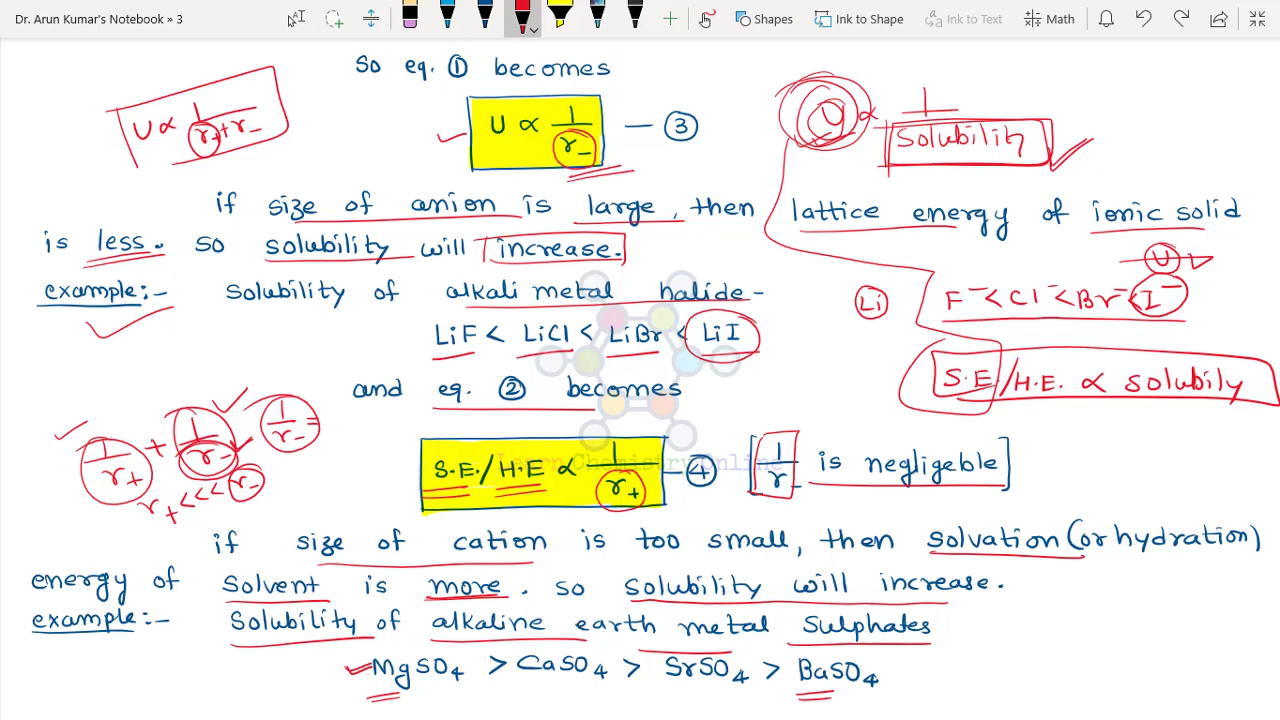 Dr. Arun Kumar's Notebook » 3
Shapes Ink to Shape Ink to Text Math
So eq. ① becomes
U ∝ 1/(r₊+r₋)
U ∝ 1/r₋ — ③
U ∝ 1/Solubility
if size of anion is large, then lattice energy of ionic solid
is less. so solubility will increase.
U
example:- Solubility of alkali metal halide-
Li F⁻ < Cl⁻ < Br⁻ < I⁻
LiF < LiCl < LiBr < LiI
S.E/H.E. ∝ solubily
and eq. ② becomes
1/r₊ + 1/r₋ 1/r₋ =
r₊ <<< r₋
S.E./H.E ∝ 1/r₊ — ④ [1/r₋ is negligeble]
Learn Chemistry Online
if size of cation is too small, then solvation (or hydration)
energy of Solvent is more. so solubility will increase.
example:- Solubility of alkaline earth metal Sulphates
MgSO₄ > CaSO₄ > SrSO₄ > BaSO₄